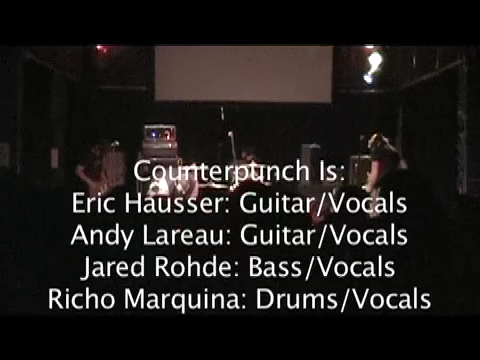 Counterpunch Is:
Eric Hausser: Guitar/Vocals
Andy Lareau: Guitar/Vocals
Jared Rohde: Bass/Vocals
Richo Marquina: Drums/Vocals